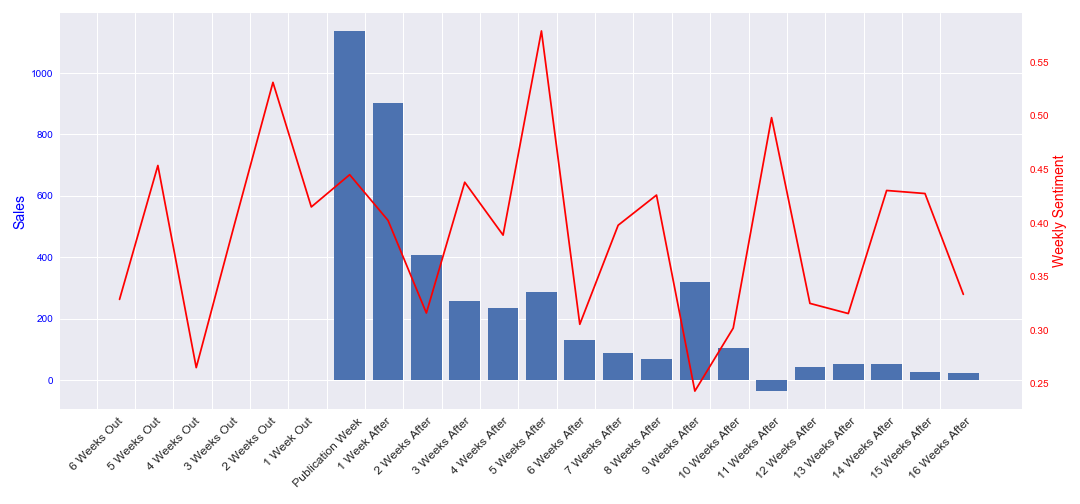 Sales
1000
800
600
400
200
0
0.55
0.50
0.45
0.40
0.35
0.30
0.25
Weekly Sentiment
6 Weeks Out
5 Weeks Out
4 Weeks Out
3 Weeks Out
2 Weeks Out
1 Week Out
Publication Week
1 Week After
2 Weeks After
3 Weeks After
4 Weeks After
5 Weeks After
6 Weeks After
7 Weeks After
8 Weeks After
9 Weeks After
10 Weeks After
11 Weeks After
12 Weeks After
13 Weeks After
14 Weeks After
15 Weeks After
16 Weeks After